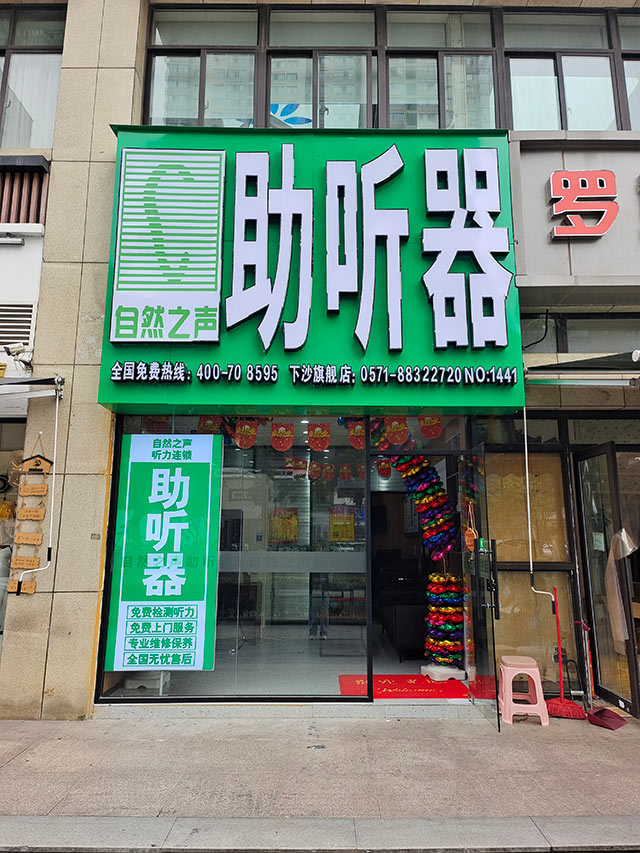 助听器
自然之声
全国免费热线：400-70 8595 下沙旗舰店：0571-88322720 NO:1441
罗
自然之声
听力连锁
助听器
免费检测听力
免费上门服务
专业维修保养
全国无忧售后